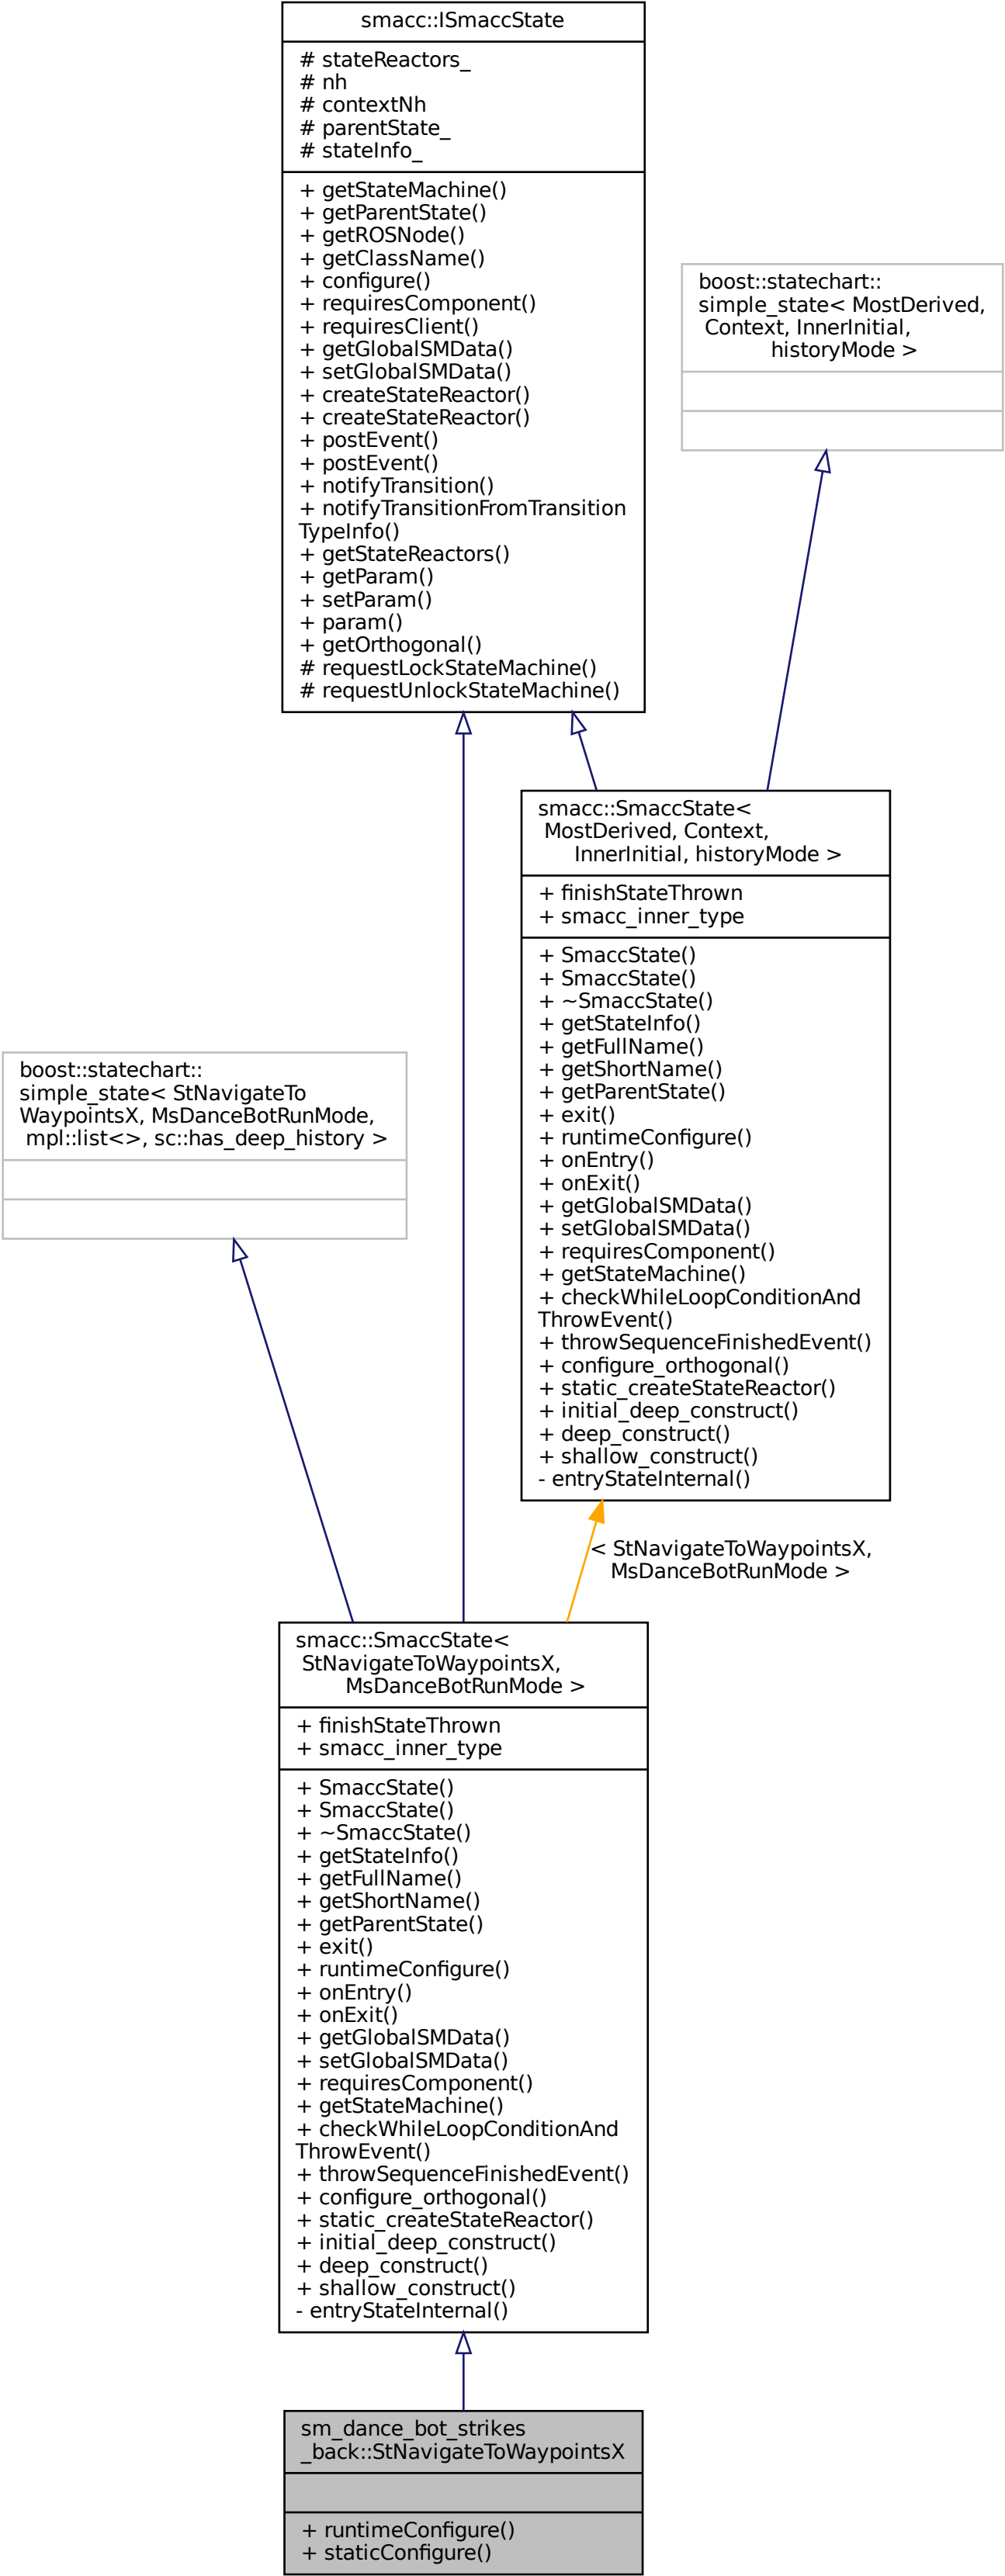 smacc::ISmaccState
# stateReactors_
# nh
# contextNh
# parentState_
# stateInfo_
+ getStateMachine()
+ getParentState()
+ getROSNode()
+ getClassName()
+ configure()
+ requiresComponent()
+ requiresClient()
+ getGlobalSMData()
+ setGlobalSMData()
+ createStateReactor()
+ createStateReactor()
+ postEvent()
+ postEvent()
+ notifyTransition()
+ notifyTransitionFromTransition
TypeInfo()
+ getStateReactors()
+ getParam()
+ setParam()
+ param()
+ getOrthogonal()
# requestLockStateMachine()
# requestUnlockStateMachine()
boost::statechart::
simple_state< MostDerived,
Context, InnerInitial,
historyMode >
smacc::SmaccState<
MostDerived, Context,
InnerInitial, historyMode >
+ finishStateThrown
+ smacc_inner_type
+ SmaccState()
+ SmaccState()
+ ~SmaccState()
+ getStateInfo()
+ getFullName()
+ getShortName()
+ getParentState()
+ exit()
+ runtimeConfigure()
+ onEntry()
+ onExit()
+ getGlobalSMData()
+ setGlobalSMData()
+ requiresComponent()
+ getStateMachine()
+ checkWhileLoopConditionAnd
ThrowEvent()
+ throwSequenceFinishedEvent()
+ configure_orthogonal()
+ static_createStateReactor()
+ initial_deep_construct()
+ deep_construct()
+ shallow_construct()
- entryStateInternal()
boost::statechart::
simple_state< StNavigateTo
WaypointsX, MsDanceBotRunMode,
mpl::list<>, sc::has_deep_history >
< StNavigateToWaypointsX,
MsDanceBotRunMode >
smacc::SmaccState<
StNavigateToWaypointsX,
MsDanceBotRunMode >
+ finishStateThrown
+ smacc_inner_type
+ SmaccState()
+ SmaccState()
+ ~SmaccState()
+ getStateInfo()
+ getFullName()
+ getShortName()
+ getParentState()
+ exit()
+ runtimeConfigure()
+ onEntry()
+ onExit()
+ getGlobalSMData()
+ setGlobalSMData()
+ requiresComponent()
+ getStateMachine()
+ checkWhileLoopConditionAnd
ThrowEvent()
+ throwSequenceFinishedEvent()
+ configure_orthogonal()
+ static_createStateReactor()
+ initial_deep_construct()
+ deep_construct()
+ shallow_construct()
- entryStateInternal()
sm_dance_bot_strikes
_back::StNavigateToWaypointsX
+ runtimeConfigure()
+ staticConfigure()